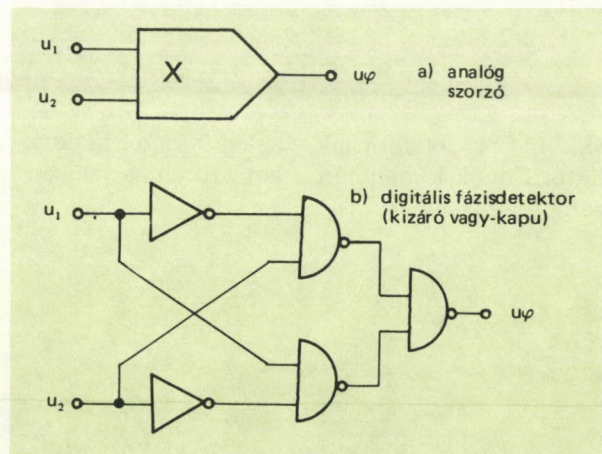 u₁
X
uφ
a) analóg
szorzó
u₂
b) digitális fázisdetektor
(kizáró vagy-kapu)
u₁
uφ
u₂